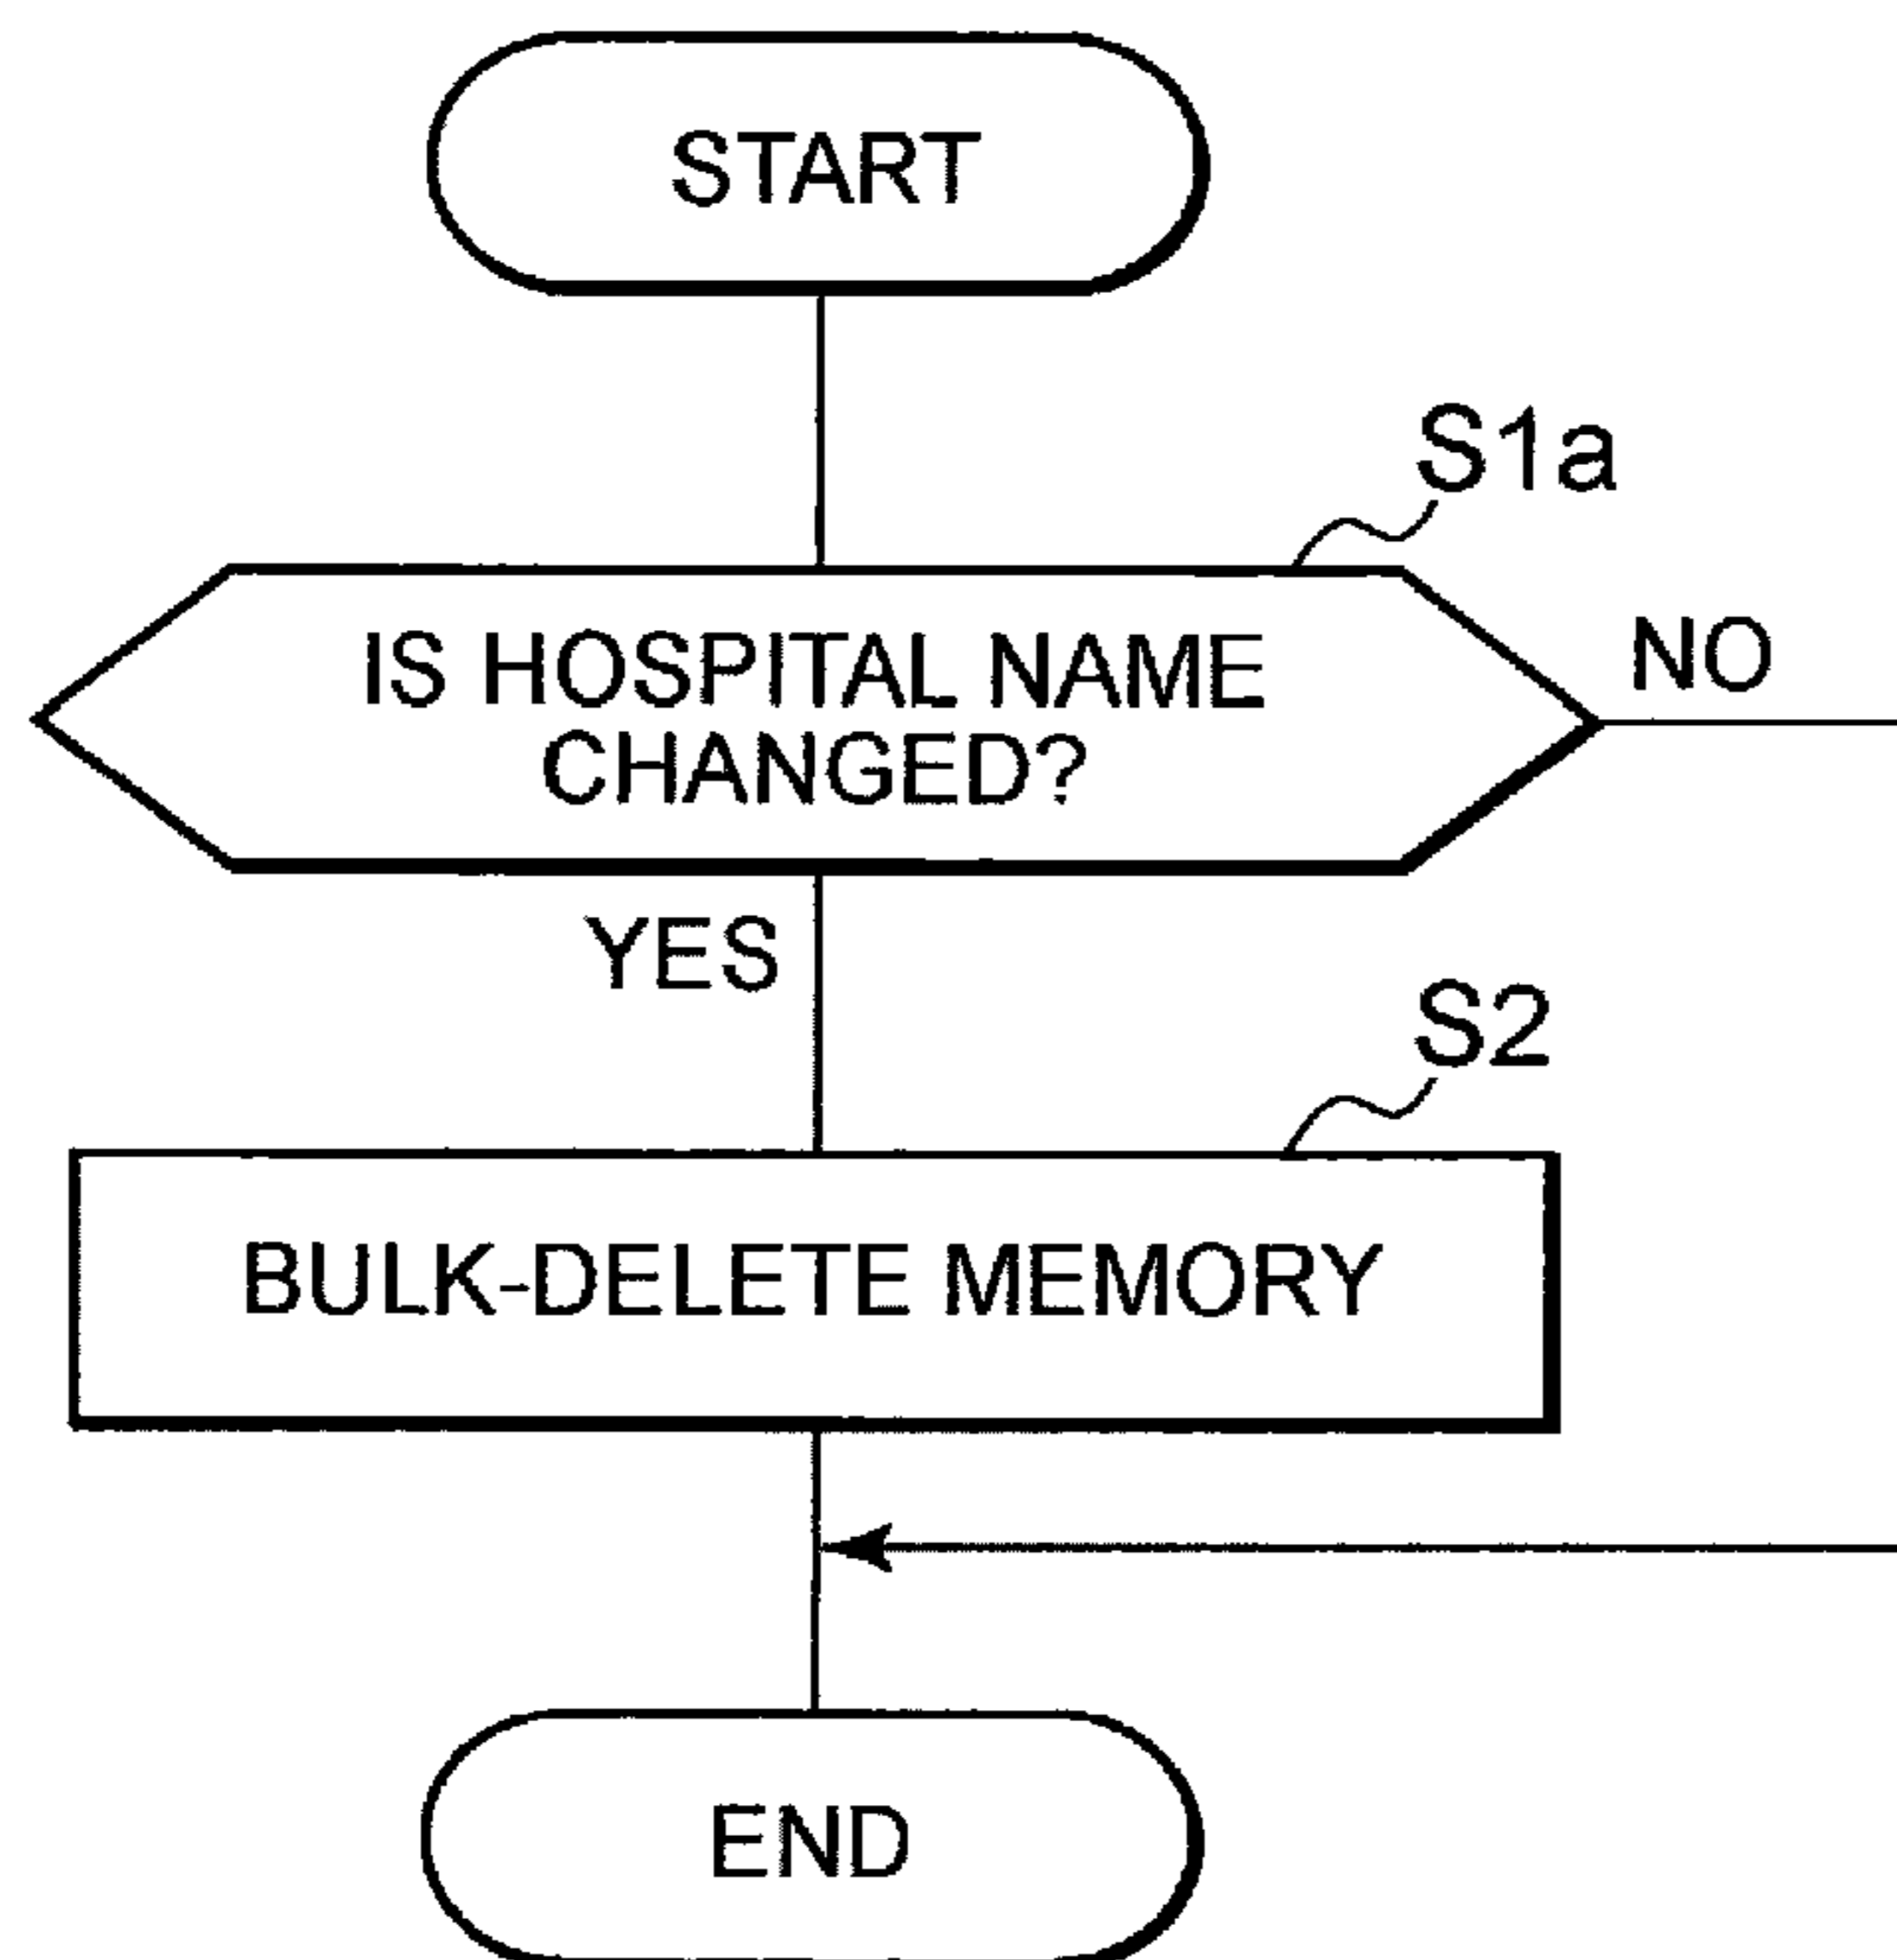 START
S1a
IS HOSPITAL NAME
CHANGED?
NO
YES
S2
BULK-DELETE MEMORY
END